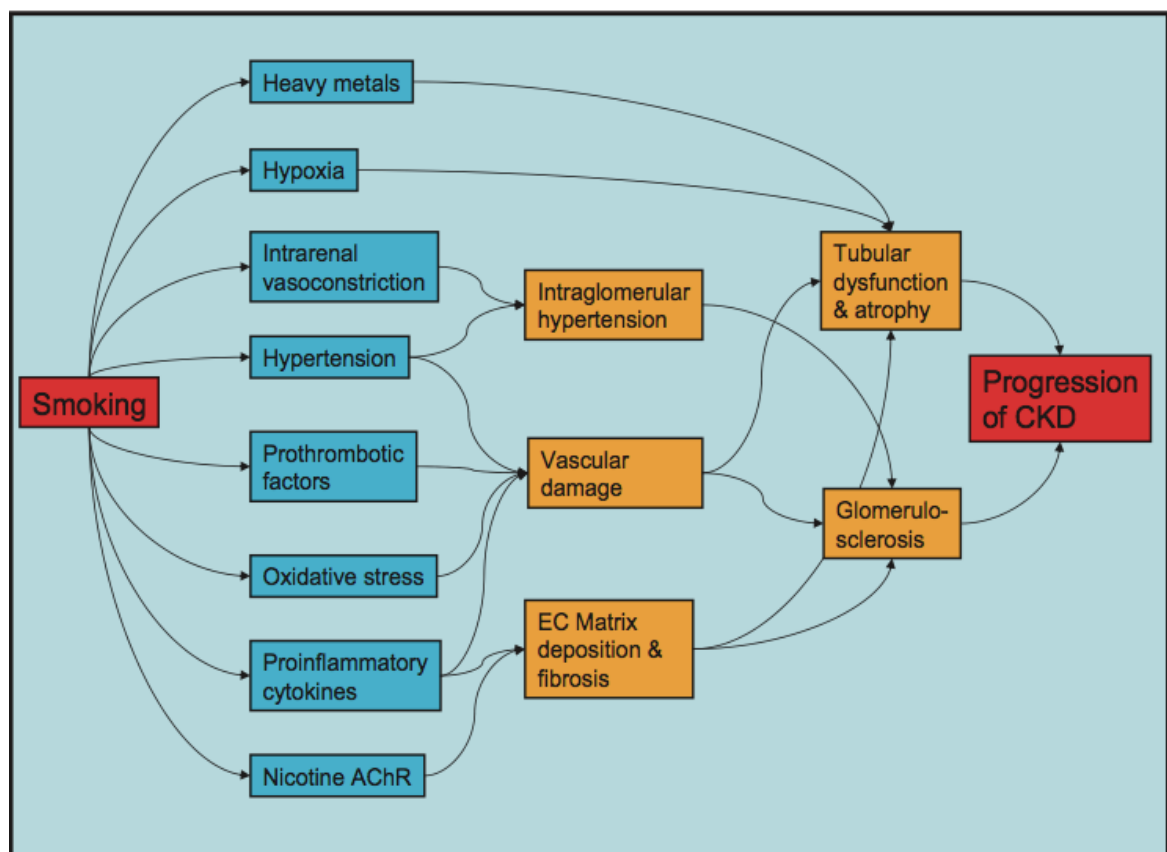 Smoking
Heavy metals
Hypoxia
Intrarenal
vasoconstriction
Hypertension
Prothrombotic
factors
Oxidative stress
Proinflammatory
cytokines
Nicotine AChR
Intraglomerular
hypertension
Vascular
damage
EC Matrix
deposition &
fibrosis
Tubular
dysfunction
& atrophy
Glomerulo-
sclerosis
Progression
of CKD